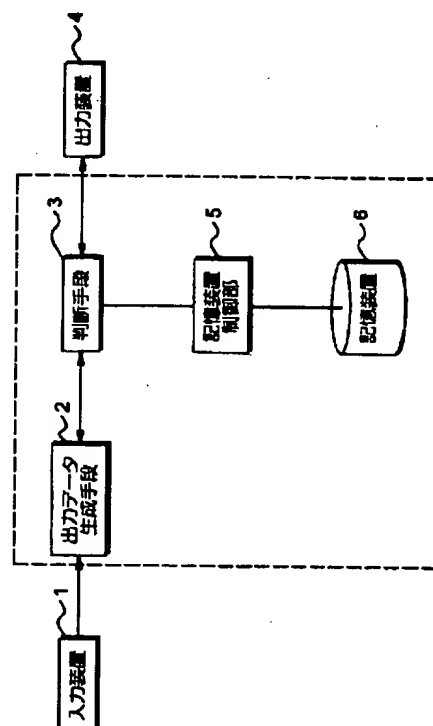 1
入力装置
2
出力データ
生成手段
3
判断手段
4
出力装置
5
記憶装置
制御部
6
記憶装置